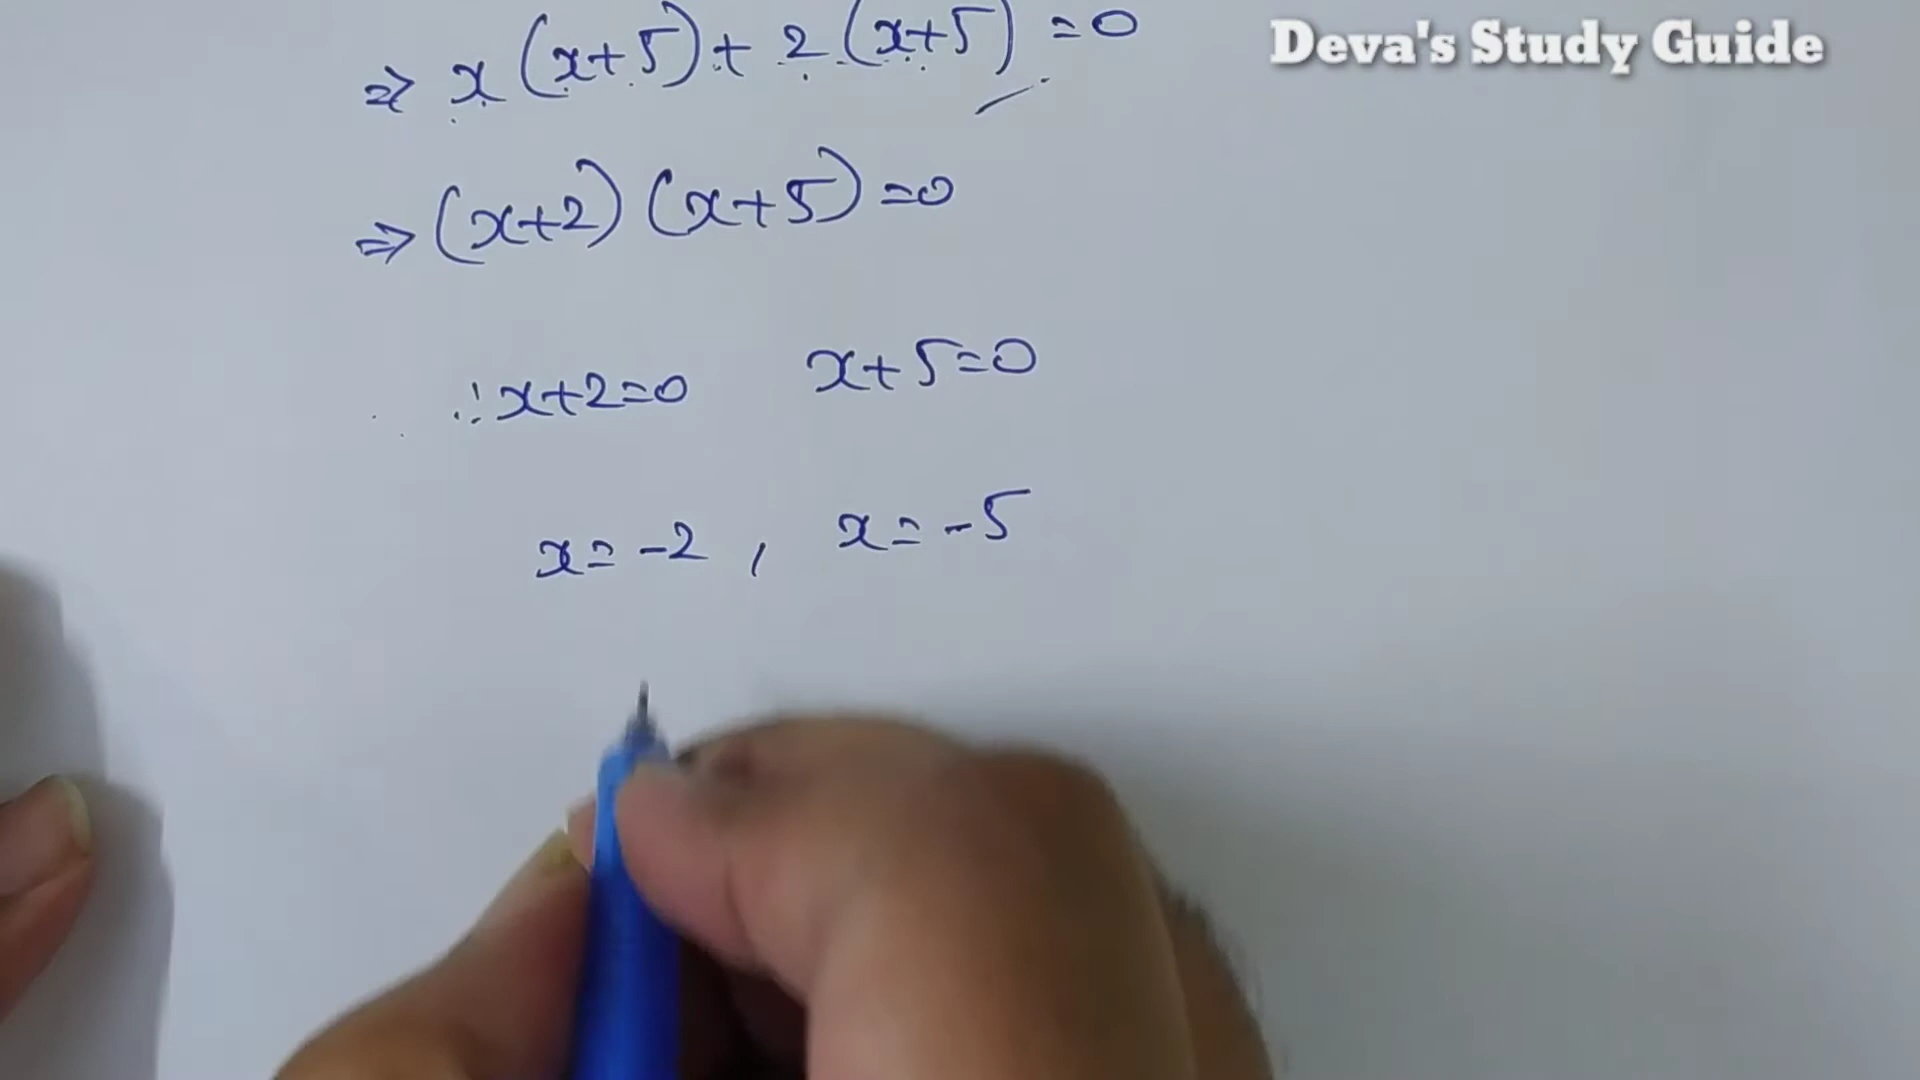 Deva's Study Guide
⇒ x(x+5) + 2(x+5) = 0
⇒ (x+2) (x+5) = 0
∴ x+2=0 x+5=0
x = -2 , x = -5